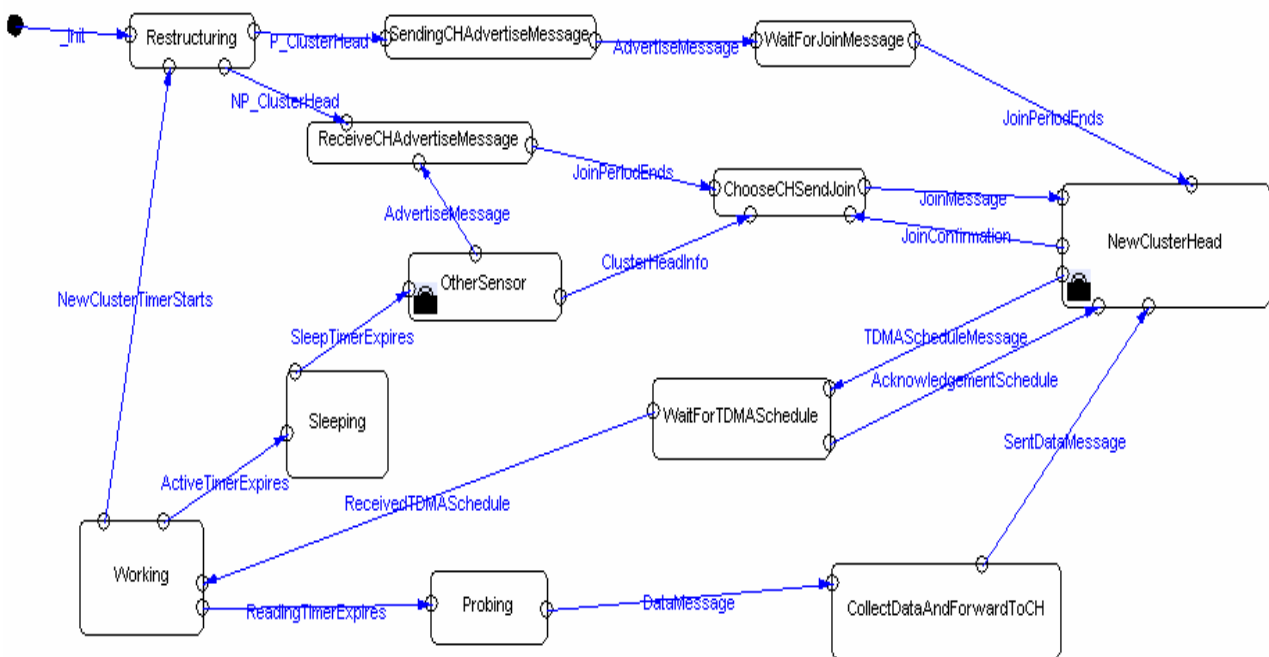 _Init
Restructuring
P_ClusterHead
SendingCHAdvertiseMessage
AdvertiseMessage
WaitForJoinMessage
NP_ClusterHead
JoinPeriodEnds
ReceiveCHAdvertiseMessage
JoinPeriodEnds
ChooseCHSendJoin
JoinMessage
AdvertiseMessage
JoinConfirmation
NewClusterHead
ClusterHeadInfo
OtherSensor
NewClusterTimerStarts
SleepTimerExpires
TDMAScheduleMessage
AcknowledgementSchedule
WaitForTDMASchedule
Sleeping
SentDataMessage
ActiveTimerExpires
ReceivedTDMASchedule
Working
Probing
DataMessage
ReadingTimerExpires
CollectDataAndForwardToCH